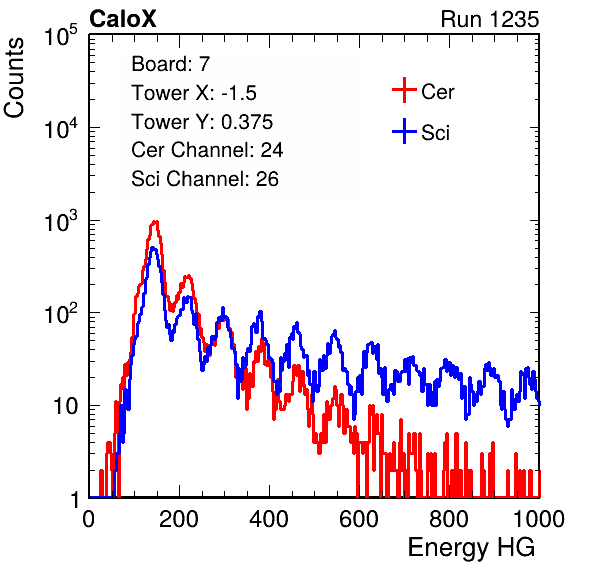 CaloX Run 1235
Counts
Board: 7
Tower X: -1.5
Tower Y: 0.375
Cer Channel: 24
Sci Channel: 26
Cer
Sci
10^5
10^4
10^3
10^2
10
1
0 200 400 600 800 1000
Energy HG